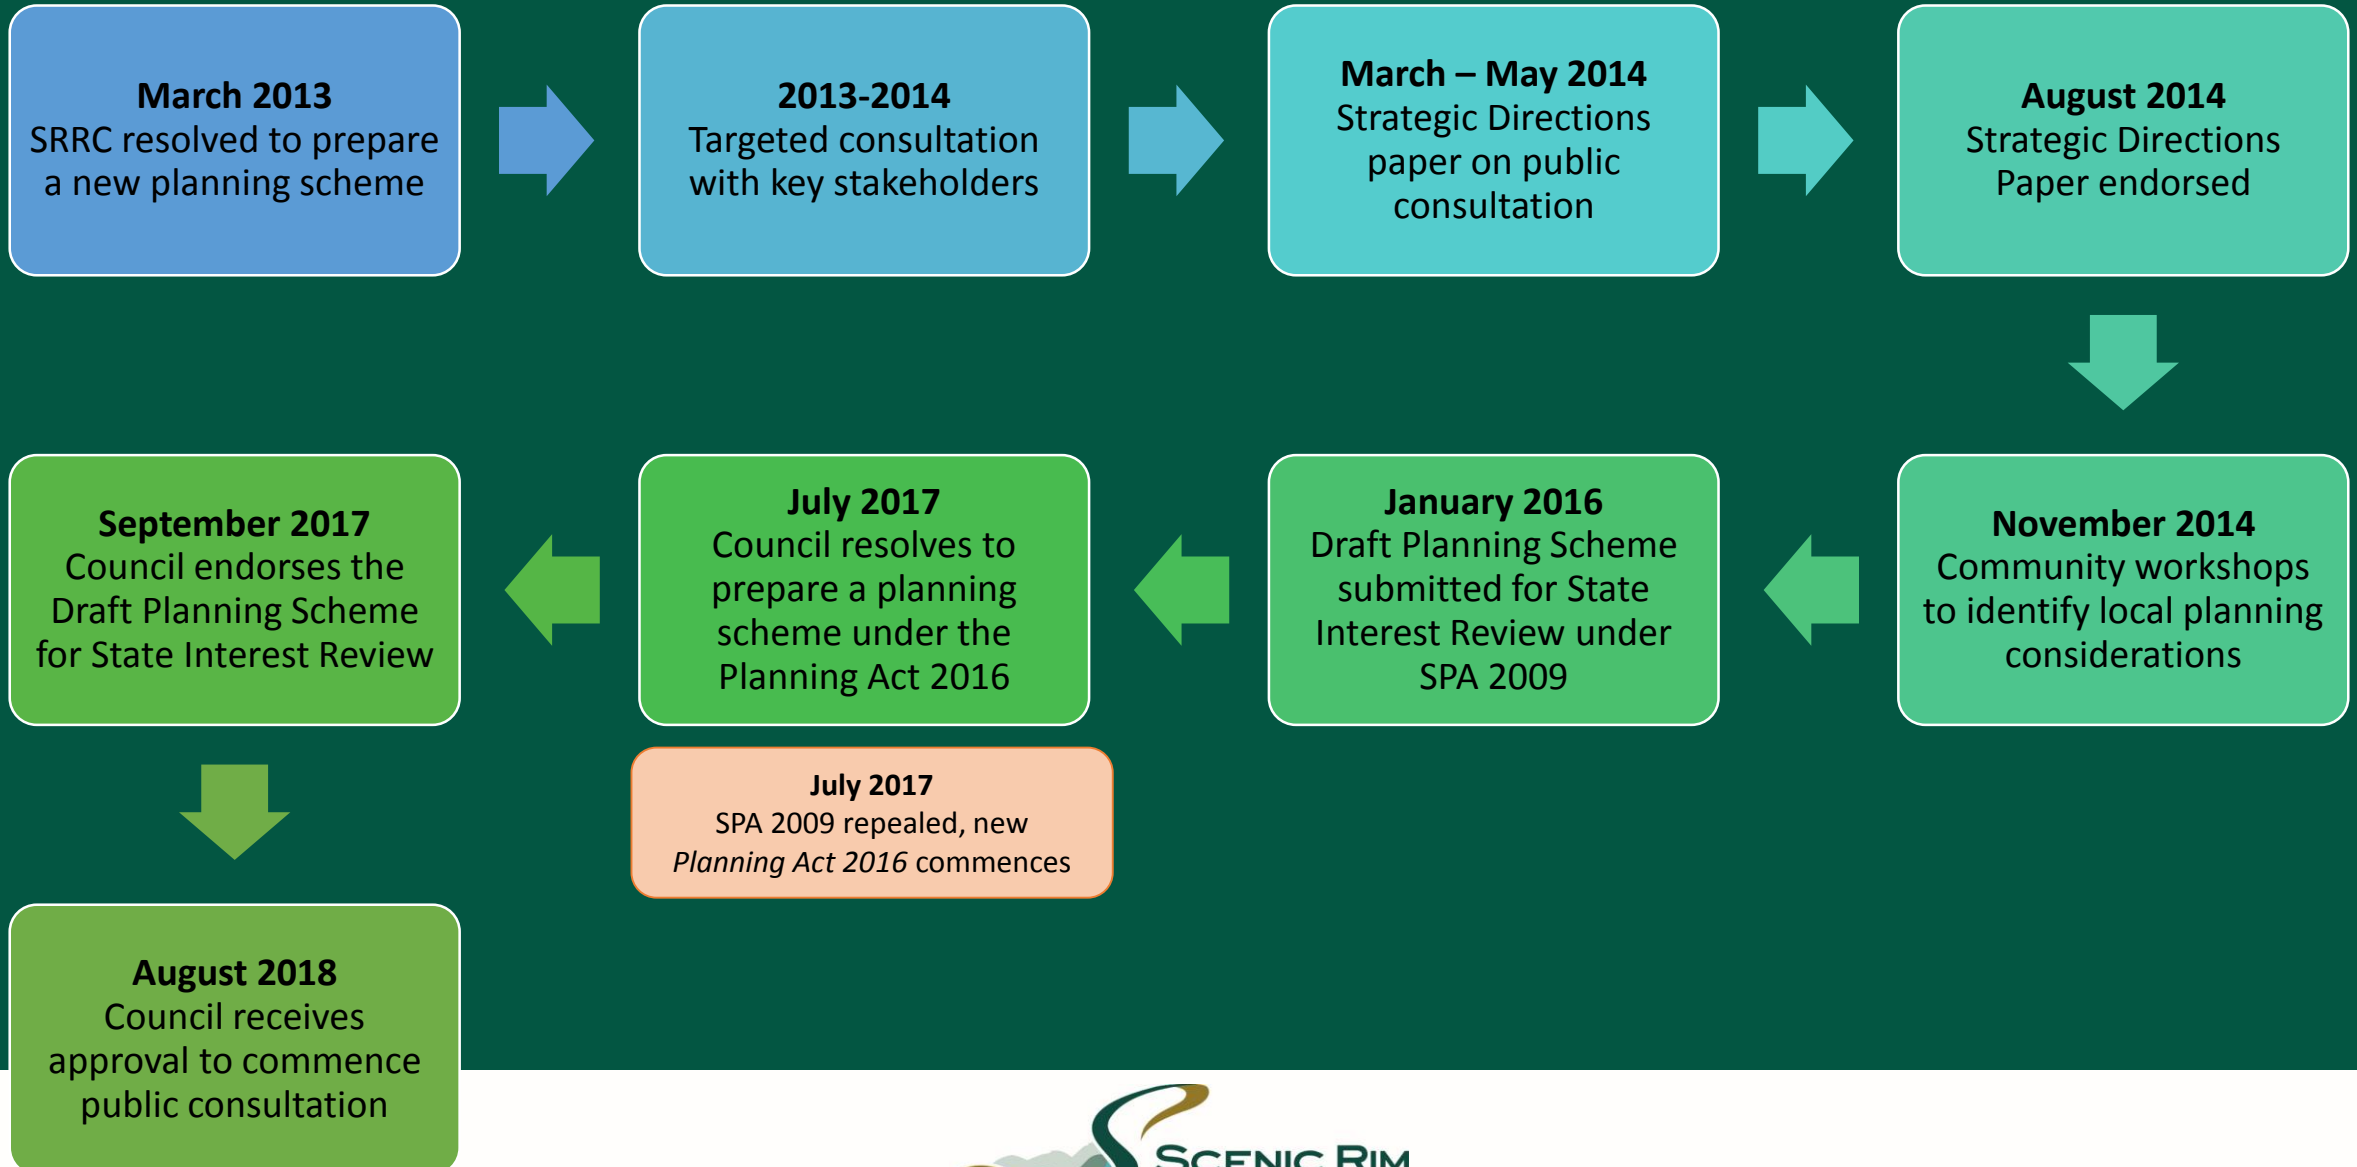 March 2013
SRRC resolved to prepare
a new planning scheme
2013-2014
Targeted consultation
with key stakeholders
March – May 2014
Strategic Directions
paper on public
consultation
August 2014
Strategic Directions
Paper endorsed
November 2014
Community workshops
to identify local planning
considerations
January 2016
Draft Planning Scheme
submitted for State
Interest Review under
SPA 2009
July 2017
Council resolves to
prepare a planning
scheme under the
Planning Act 2016
July 2017
SPA 2009 repealed, new
Planning Act 2016 commences
September 2017
Council endorses the
Draft Planning Scheme
for State Interest Review
August 2018
Council receives
approval to commence
public consultation
SCENIC RIM